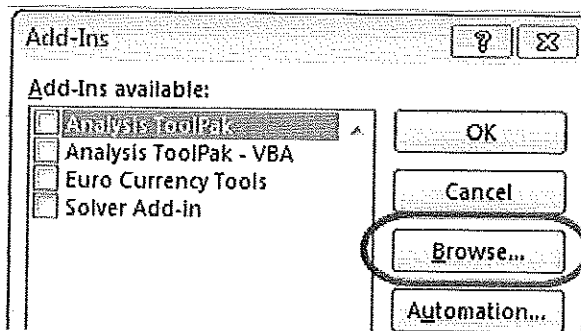 Add-Ins
Add-Ins available:
Analysis ToolPak
Analysis ToolPak - VBA
Euro Currency Tools
Solver Add-in
OK
Cancel
Browse...
Automation...